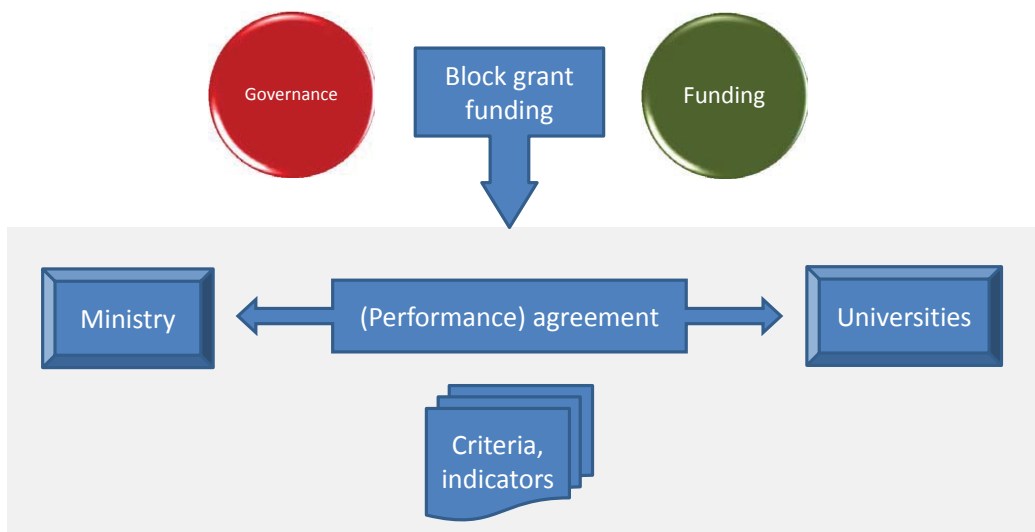 Governance
Block grant
funding
Funding
Ministry
(Performance) agreement
Universities
Criteria,
indicators